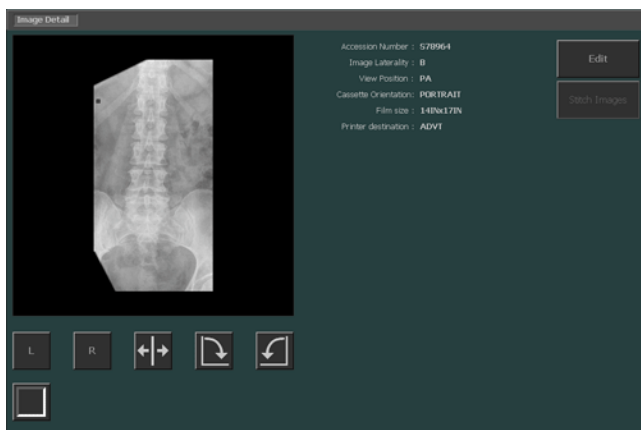 Image Detail
Accession Number : 578964
Image Laterality : B
View Position : PA
Cassette Orientation: PORTRAIT
Film size : 14INx17IN
Printer destination : ADVT
Edit
Stitch Images
L
R